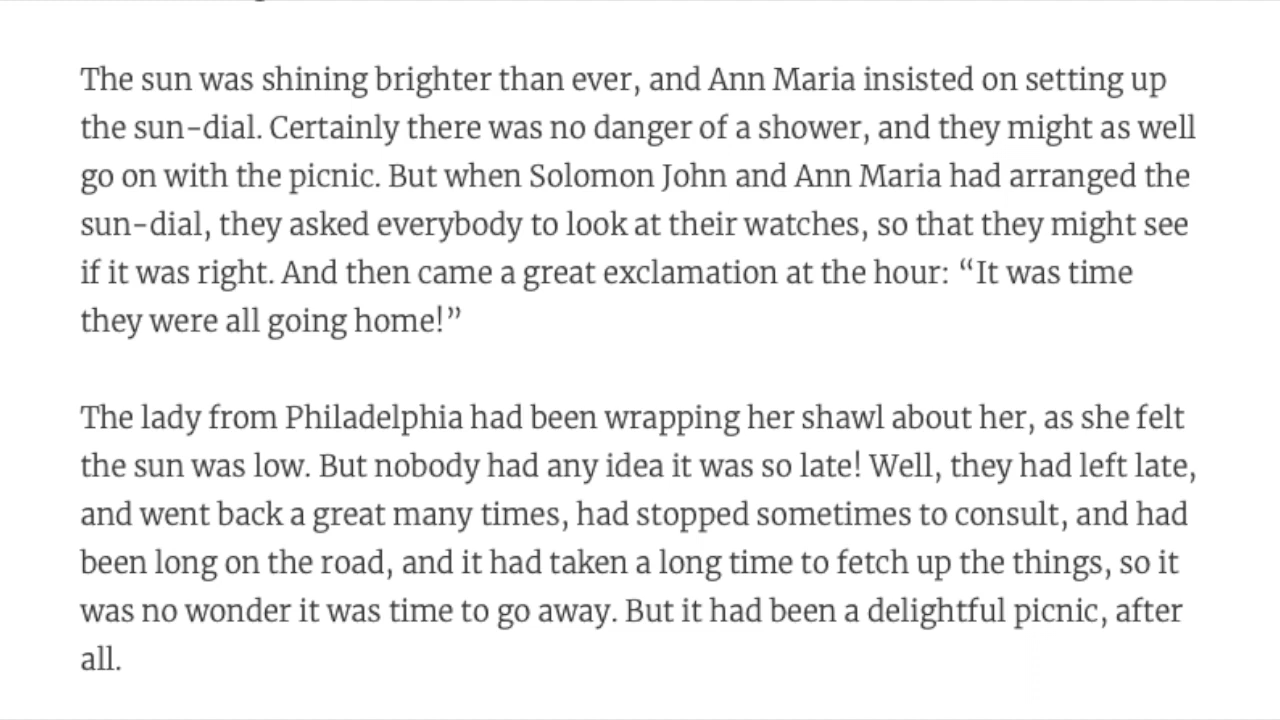 The sun was shining brighter than ever, and Ann Maria insisted on setting up
the sun-dial. Certainly there was no danger of a shower, and they might as well
go on with the picnic. But when Solomon John and Ann Maria had arranged the
sun-dial, they asked everybody to look at their watches, so that they might see
if it was right. And then came a great exclamation at the hour: “It was time
they were all going home!”
The lady from Philadelphia had been wrapping her shawl about her, as she felt
the sun was low. But nobody had any idea it was so late! Well, they had left late,
and went back a great many times, had stopped sometimes to consult, and had
been long on the road, and it had taken a long time to fetch up the things, so it
was no wonder it was time to go away. But it had been a delightful picnic, after
all.